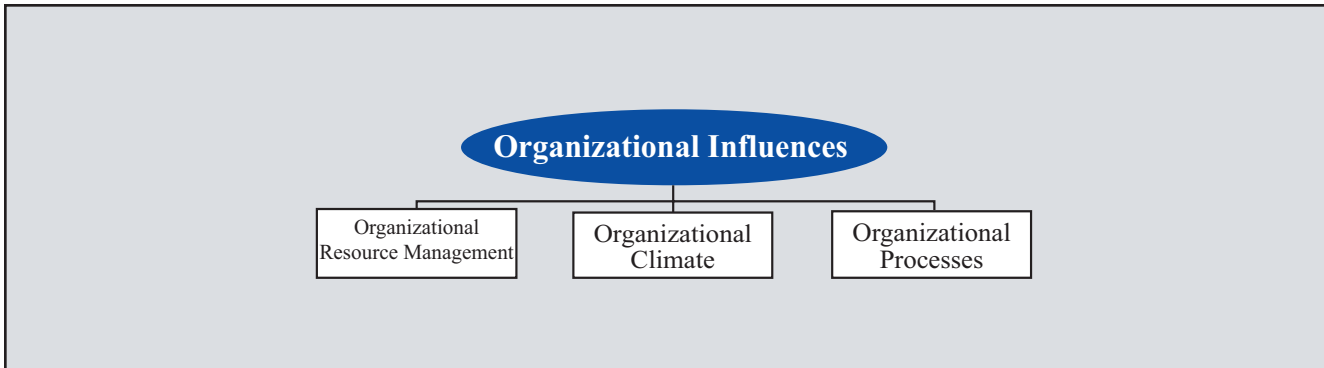 Organizational Influences
Organizational
Resource Management
Organizational
Climate
Organizational
Processes